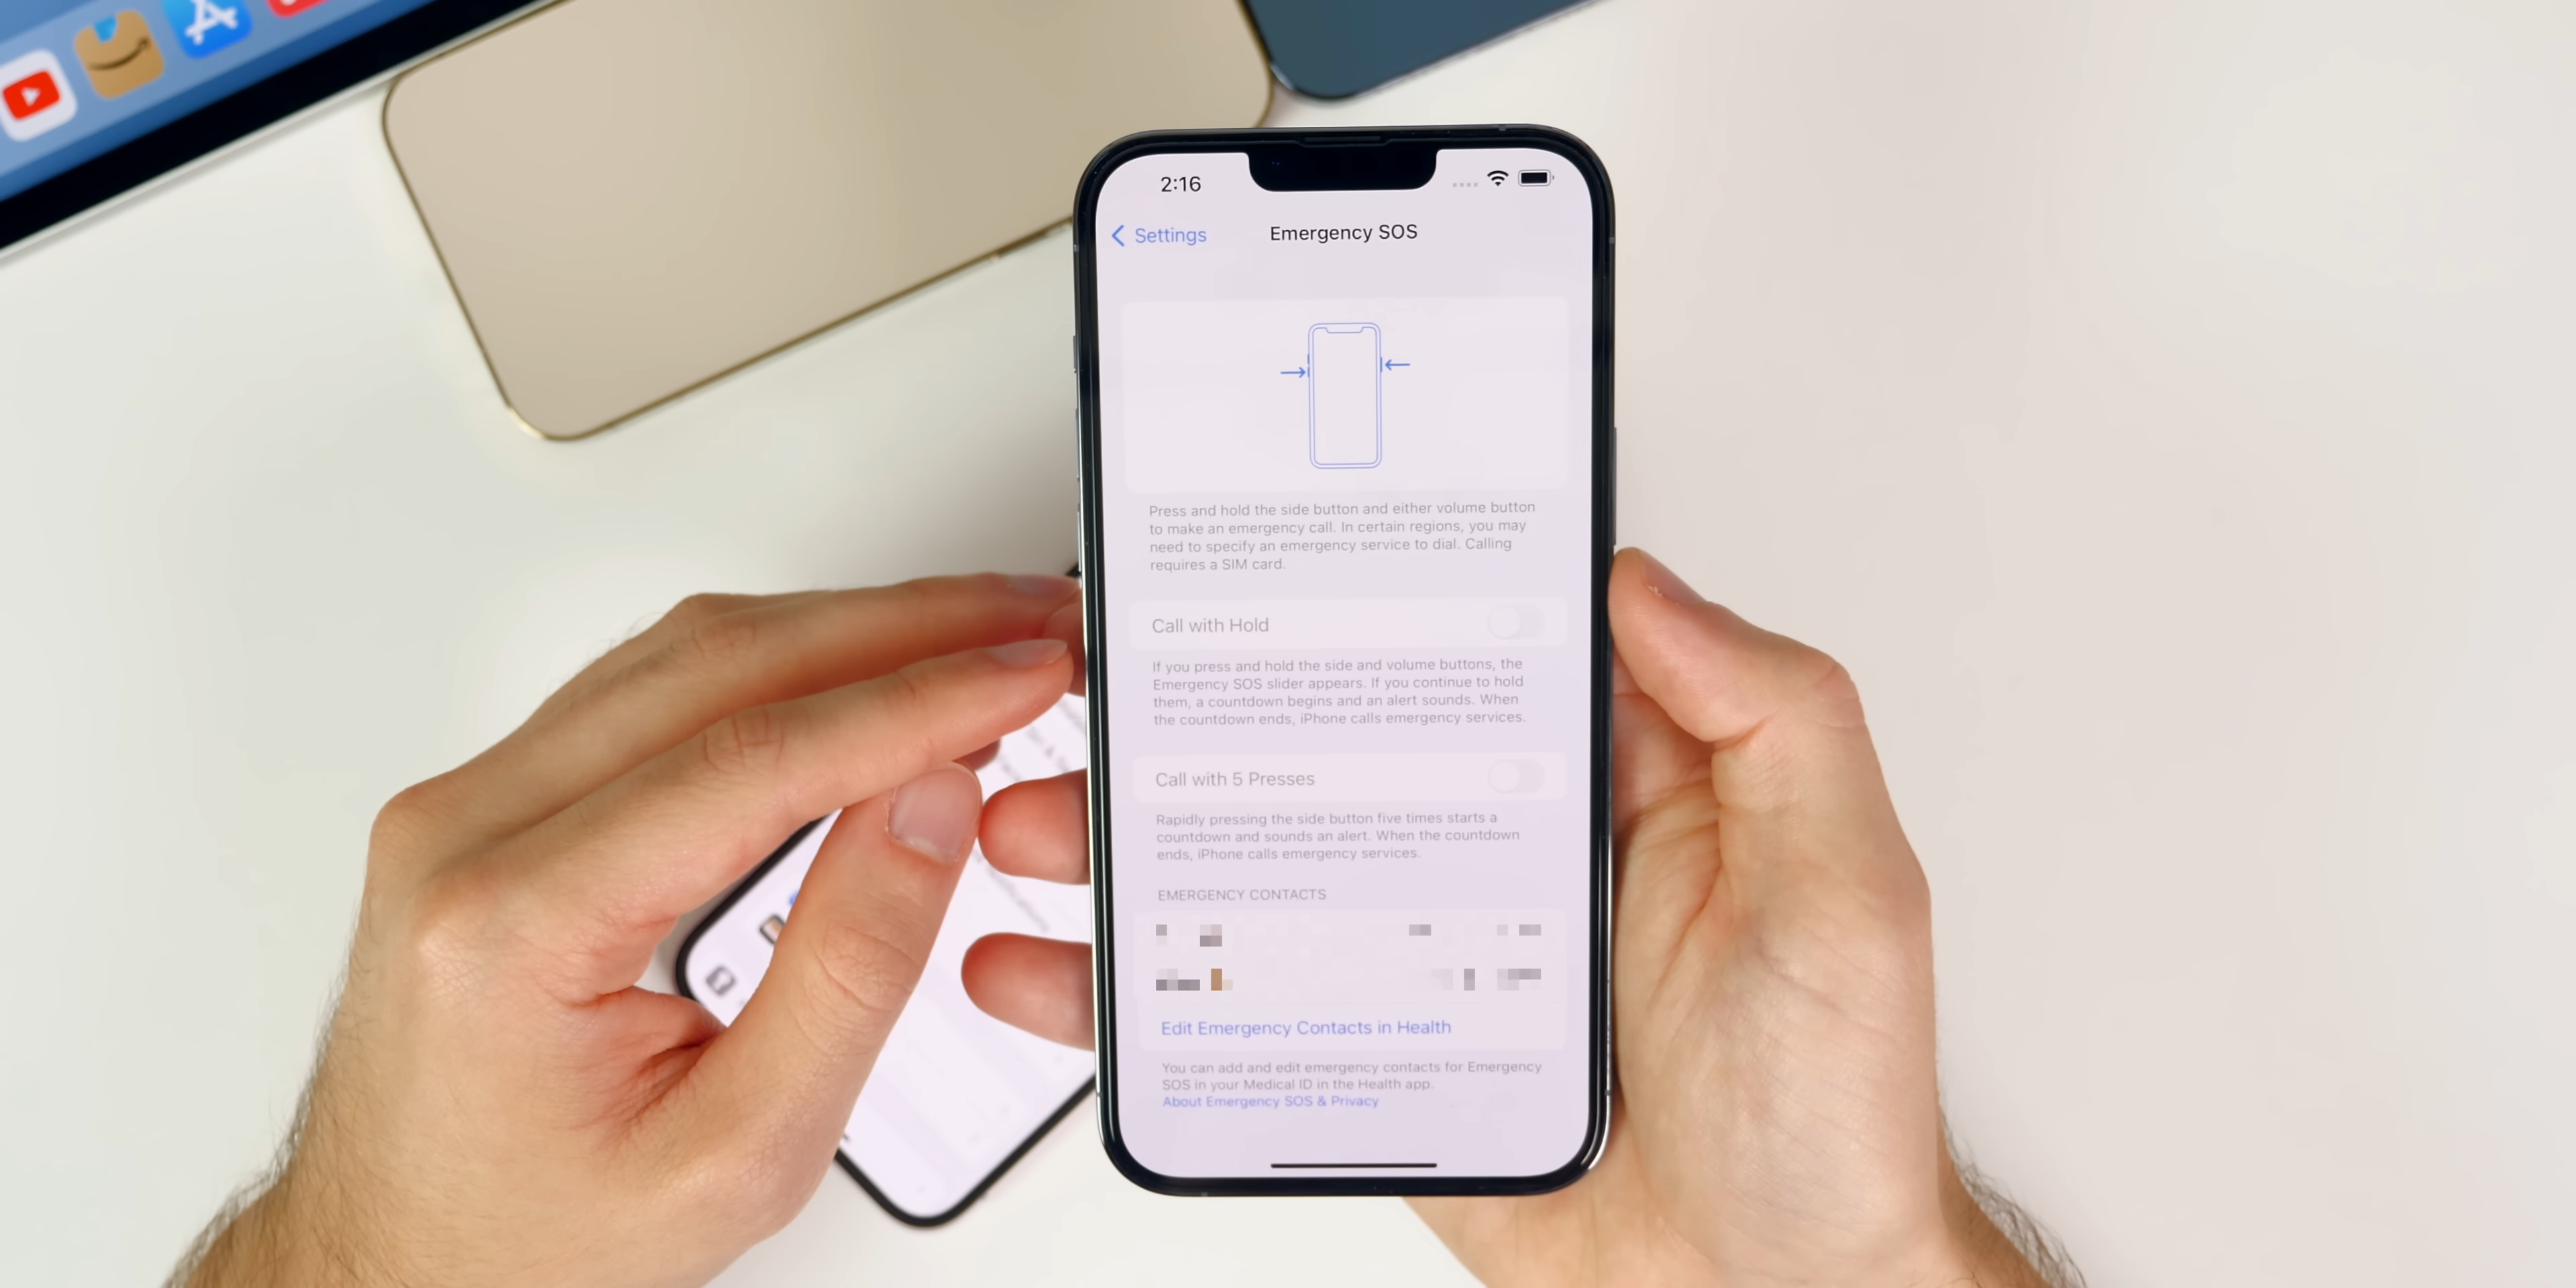 2:16
Settings
Emergency SOS
Press and hold the side button and either volume button
to make an emergency call. In certain regions, you may
need to specify an emergency service to dial. Calling
requires a SIM card.
Call with Hold
If you press and hold the side and volume buttons, the
Emergency SOS slider appears. If you continue to hold
them, a countdown begins and an alert sounds. When
the countdown ends, iPhone calls emergency services.
Call with 5 Presses
Rapidly pressing the side button five times starts a
countdown and sounds an alert. When the countdown
ends, iPhone calls emergency services.
EMERGENCY CONTACTS
Edit Emergency Contacts in Health
You can add and edit emergency contacts for Emergency
SOS in your Medical ID in the Health app.
About Emergency SOS & Privacy